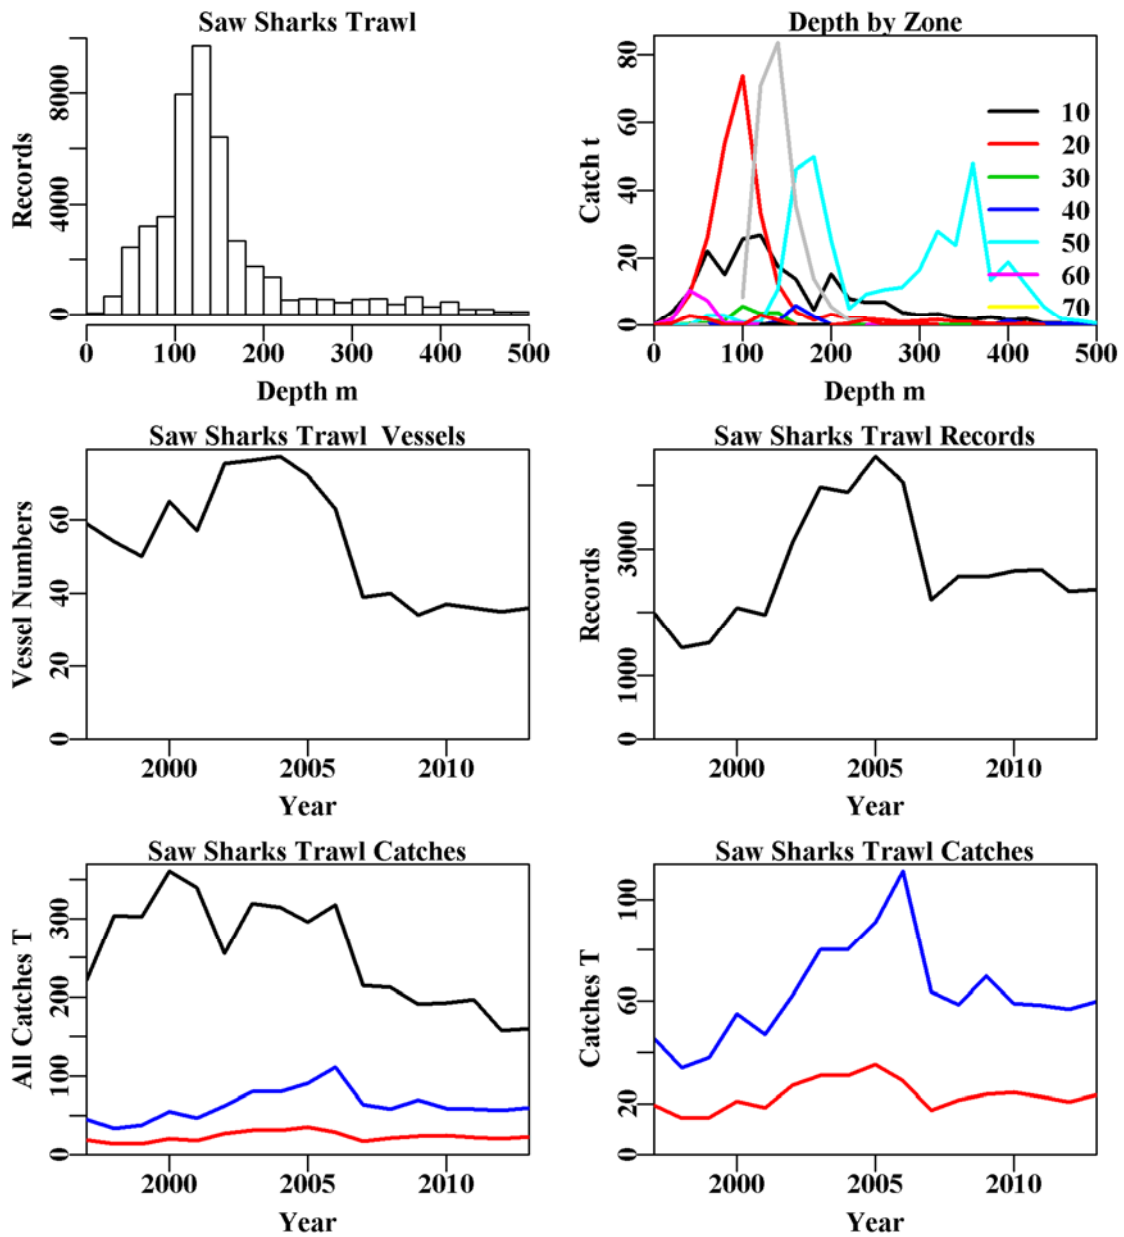 Saw Sharks Trawl
Records
0
4000
8000
0 100 200 300 400 500
Depth m
Depth by Zone
Catch t
0
20
40
60
80
10
20
30
40
50
60
70
0 100 200 300 400 500
Depth m
Saw Sharks Trawl Vessels
Vessel Numbers
0
20
40
60
2000 2005 2010
Year
Saw Sharks Trawl Records
Records
0
1000
3000
2000 2005 2010
Year
Saw Sharks Trawl Catches
All Catches T
0
100
200
300
2000 2005 2010
Year
Saw Sharks Trawl Catches
Catches T
0
20
60
100
2000 2005 2010
Year